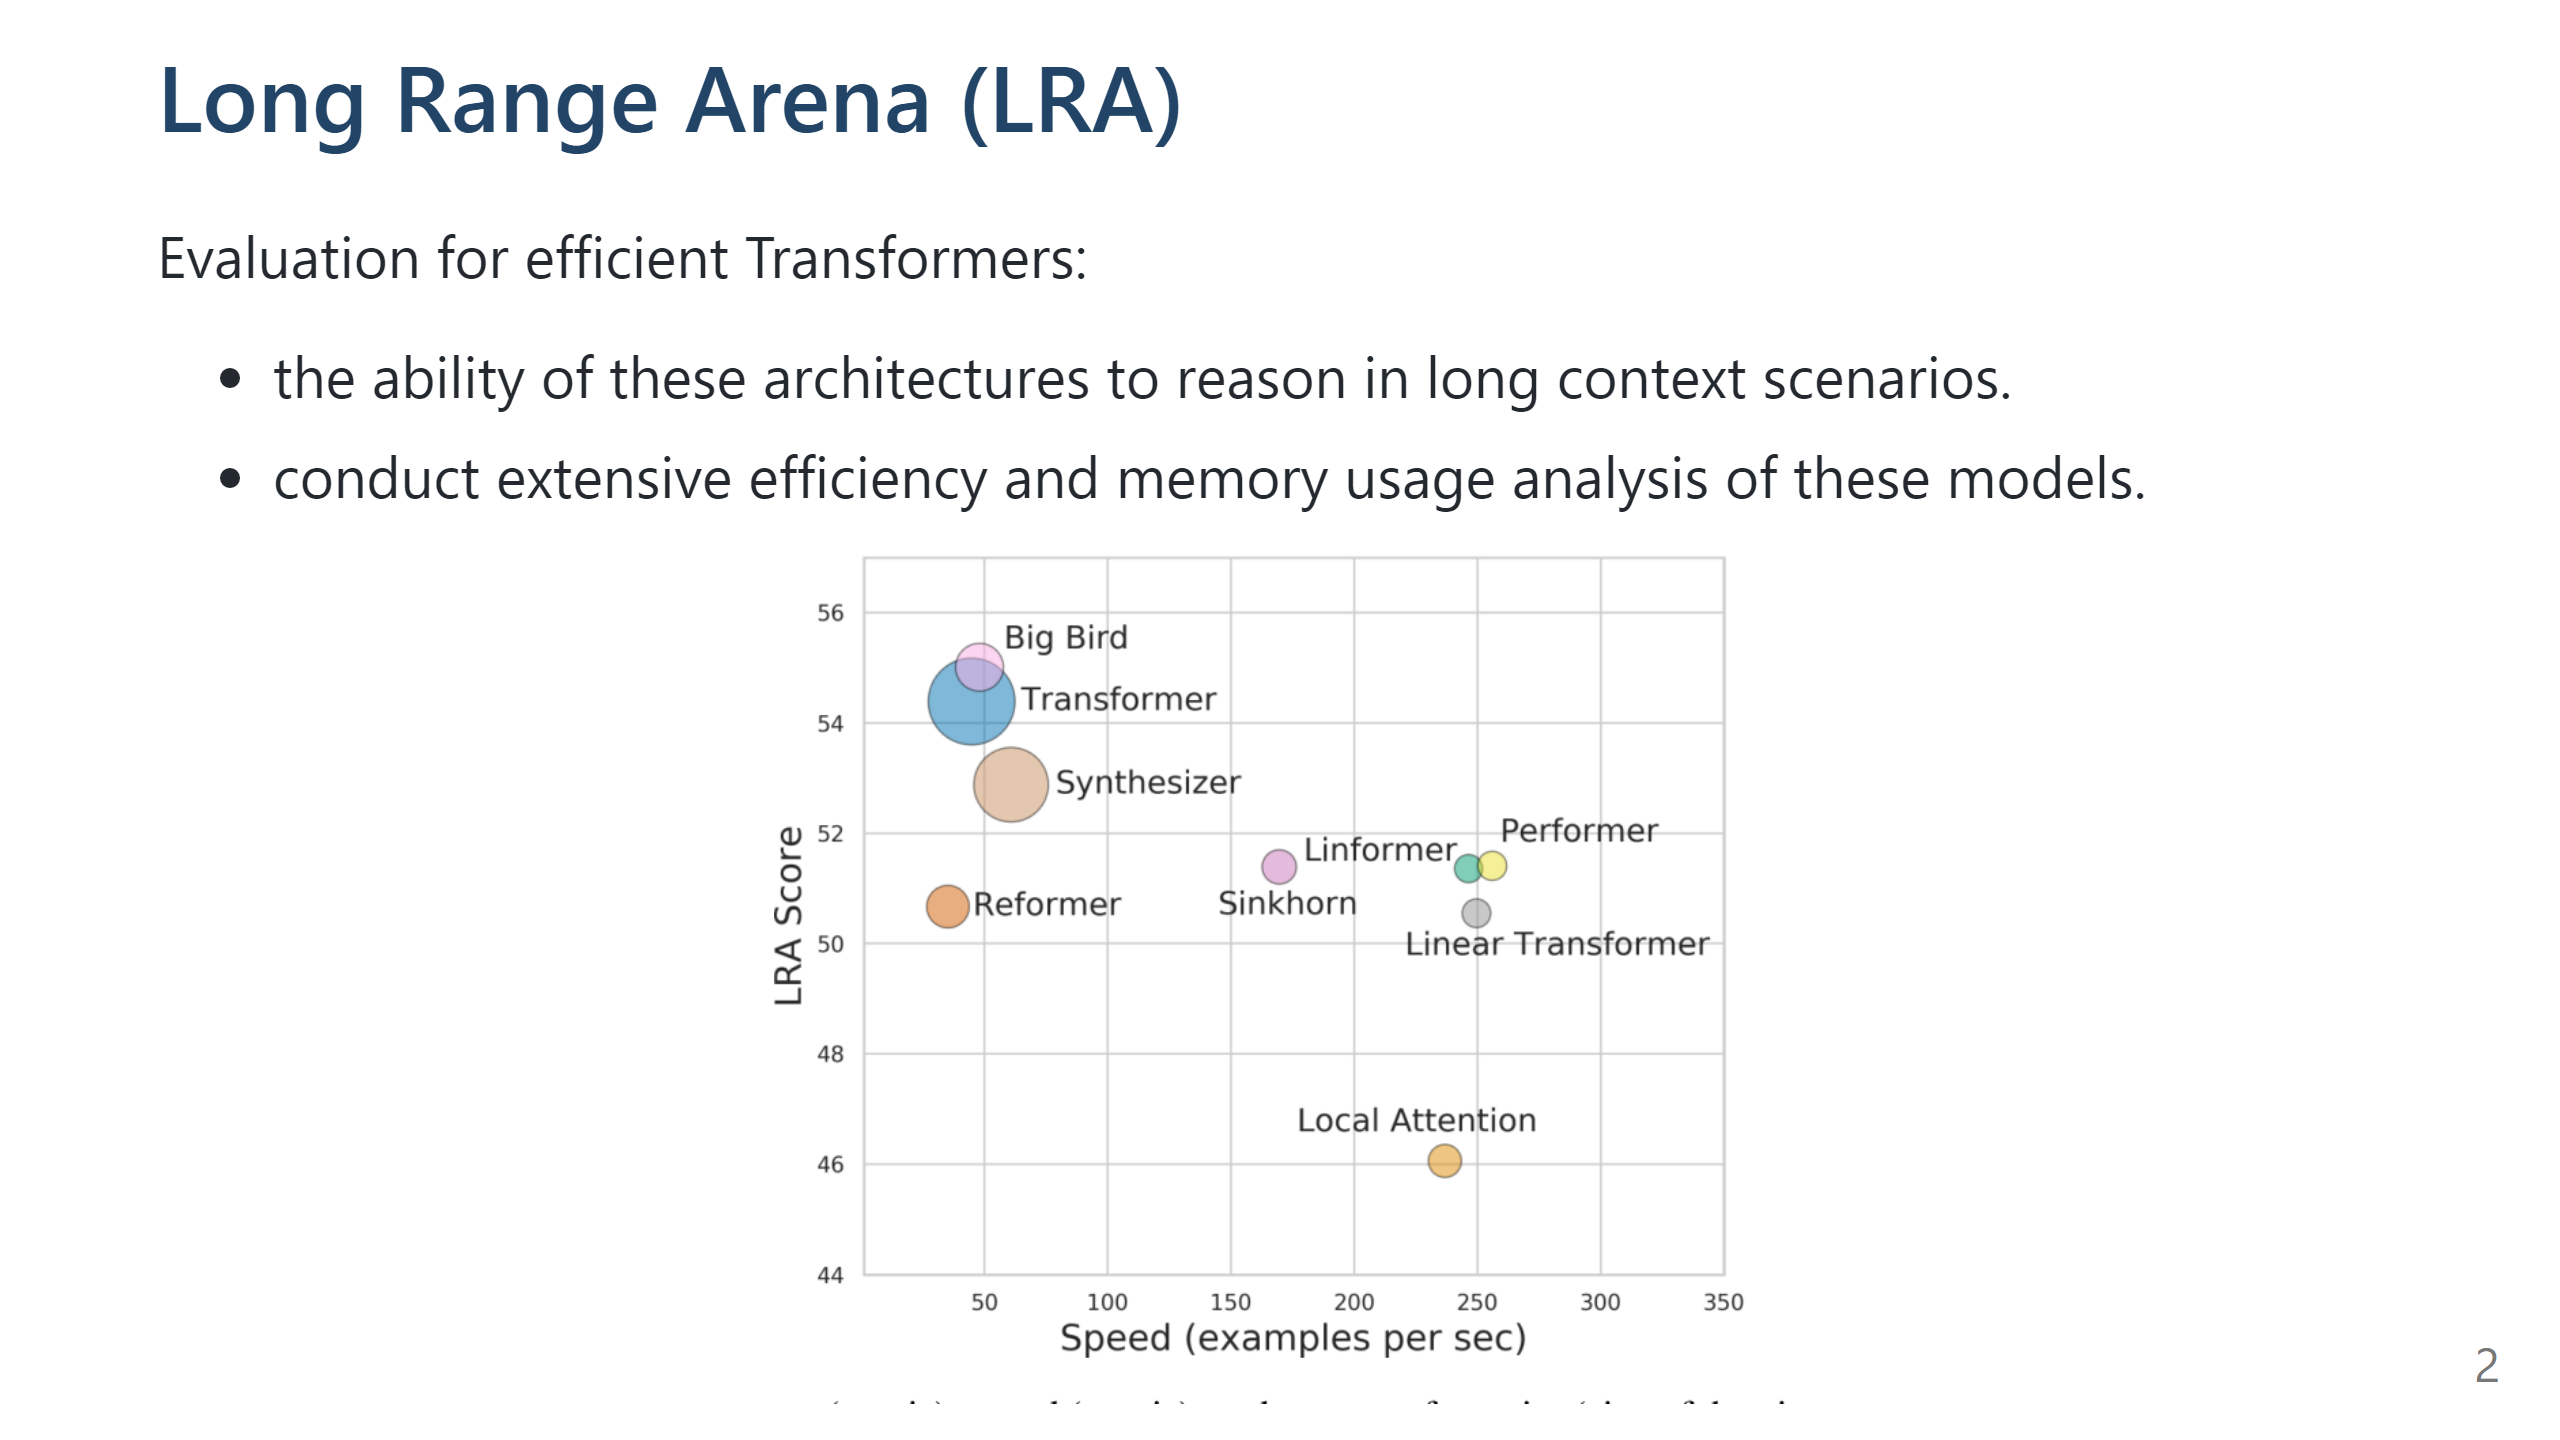 Long Range Arena (LRA)
Evaluation for efficient Transformers:
• the ability of these architectures to reason in long context scenarios.
• conduct extensive efficiency and memory usage analysis of these models.
56
54
52
50
48
46
44
LRA Score
Big Bird
Transformer
Synthesizer
Performer
Linformer
Reformer
Sinkhorn
Linear Transformer
Local Attention
50 100 150 200 250 300 350
Speed (examples per sec)
2